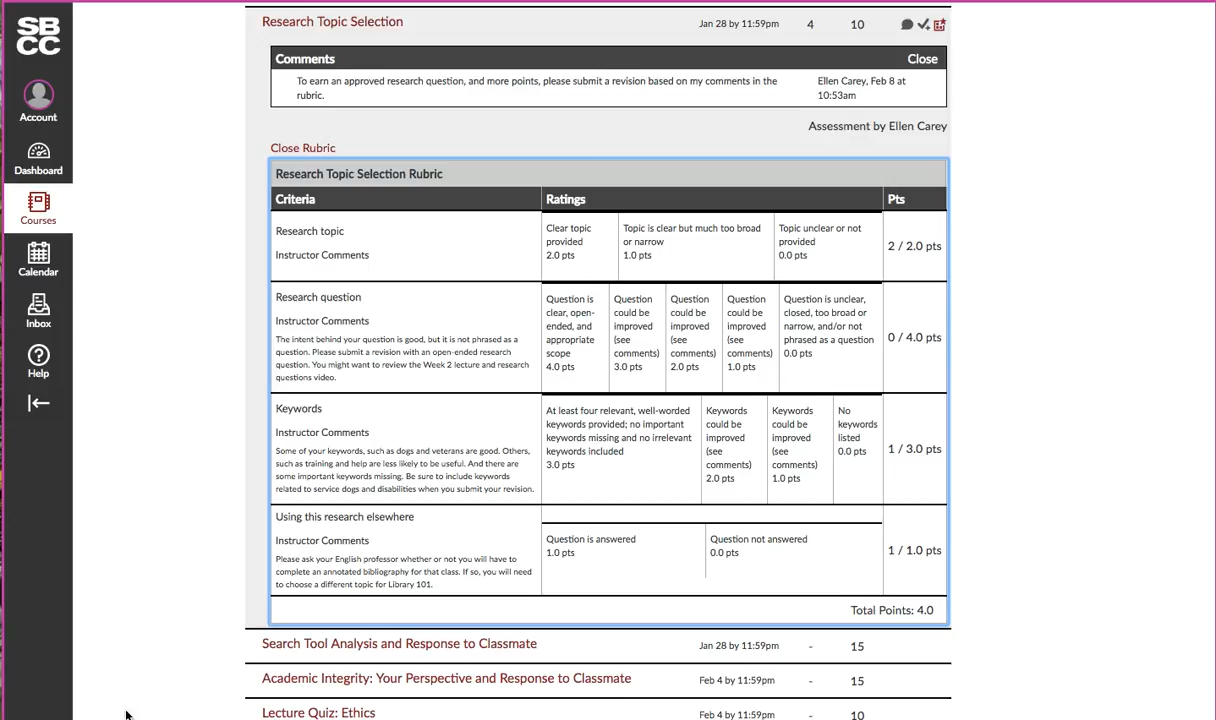 SB
CC
Account
Dashboard
Courses
Calendar
Inbox
Help
Research Topic Selection Jan 28 by 11:59pm 4 10
Comments Close
To earn an approved research question, and more points, please submit a revision based on my comments in the Ellen Carey, Feb 8 at
rubric. 10:53am
Assessment by Ellen Carey
Close Rubric
Research Topic Selection Rubric
Criteria Ratings Pts
Research topic
Instructor Comments
Clear topic
provided
2.0 pts
Topic is clear but much too broad
or narrow
1.0 pts
Topic unclear or not
provided
0.0 pts
2 / 2.0 pts
Research question
Instructor Comments
The intent behind your question is good, but it is not phrased as a
question. Please submit a revision with an open-ended research
question. You might want to review the Week 2 lecture and research
questions video.
Question is
clear, open-
ended, and
appropriate
scope
4.0 pts
Question
could be
improved
(see
comments)
3.0 pts
Question
could be
improved
(see
comments)
2.0 pts
Question
could be
improved
(see
comments)
1.0 pts
Question is unclear,
closed, too broad or
narrow, and/or not
phrased as a question
0.0 pts
0 / 4.0 pts
Keywords
Instructor Comments
Some of your keywords, such as dogs and veterans are good. Others,
such as training and help are less likely to be useful. And there are
some important keywords missing. Be sure to include keywords
related to service dogs and disabilities when you submit your revision.
At least four relevant, well-worded
keywords provided; no important
keywords missing and no irrelevant
keywords included
3.0 pts
Keywords
could be
improved
(see
comments)
2.0 pts
Keywords
could be
improved
(see
comments)
1.0 pts
No
keywords
listed
0.0 pts
1 / 3.0 pts
Using this research elsewhere
Instructor Comments
Please ask your English professor whether or not you will have to
complete an annotated bibliography for that class. If so, you will need
to choose a different topic for Library 101.
Question is answered
1.0 pts
Question not answered
0.0 pts
1 / 1.0 pts
Total Points: 4.0
Search Tool Analysis and Response to Classmate Jan 28 by 11:59pm - 15
Academic Integrity: Your Perspective and Response to Classmate Feb 4 by 11:59pm - 15
Lecture Quiz: Ethics Feb 4 by 11:59pm - 10